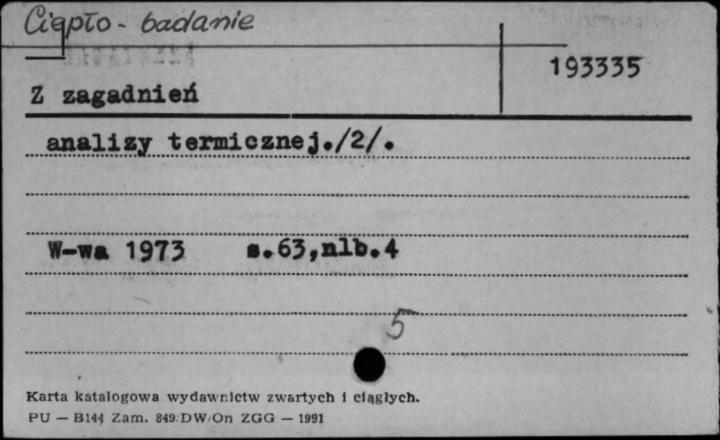 Ciepło - badanie
193335
Z zagadnień
analizy termicznej./2/.
W-wa 1973 s.63,nlb.4
5
Karta katalogowa wydawnictw zwartych i ciągłych.
PU — B144 Zam. 849/DW/On ZGG — 1991